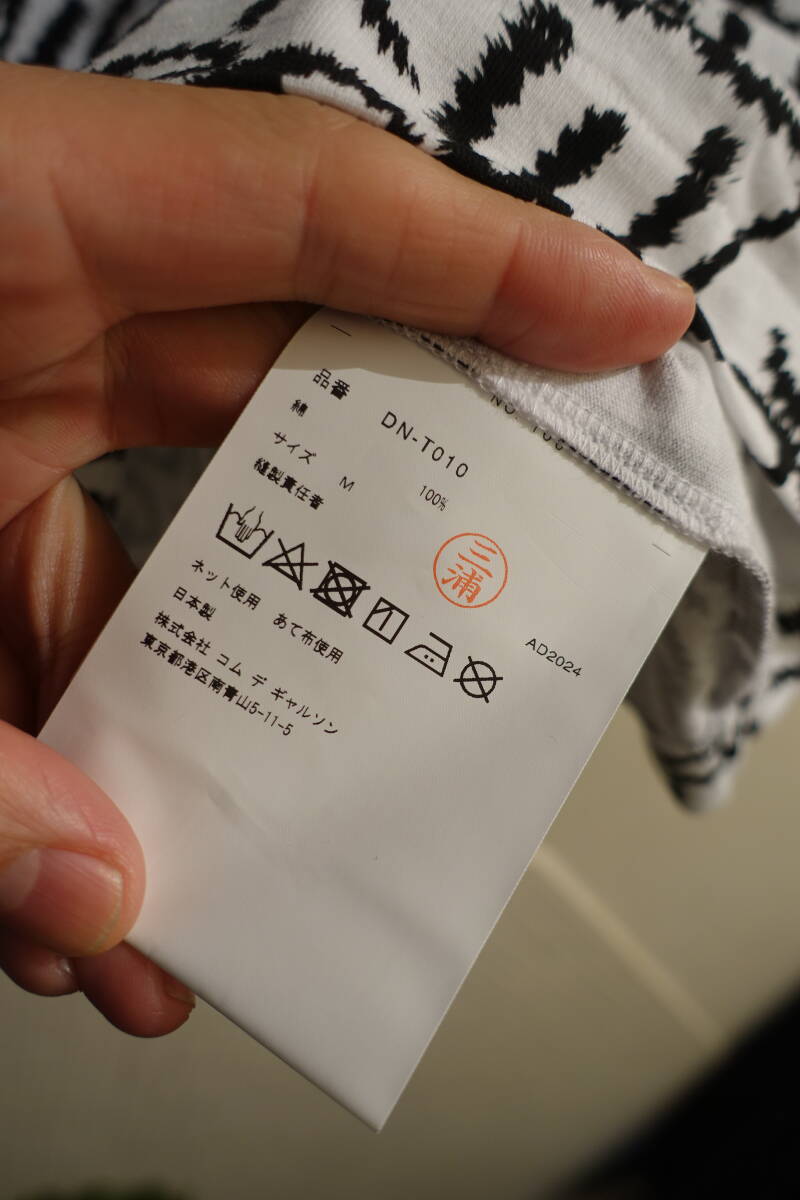 品番 DN-T010
綿 100%
サイズ M
縫製責任者 三浦
ネット使用 あて布使用
日本製 AD2024
株式会社 コム デ ギャルソン
東京都港区南青山5-11-5